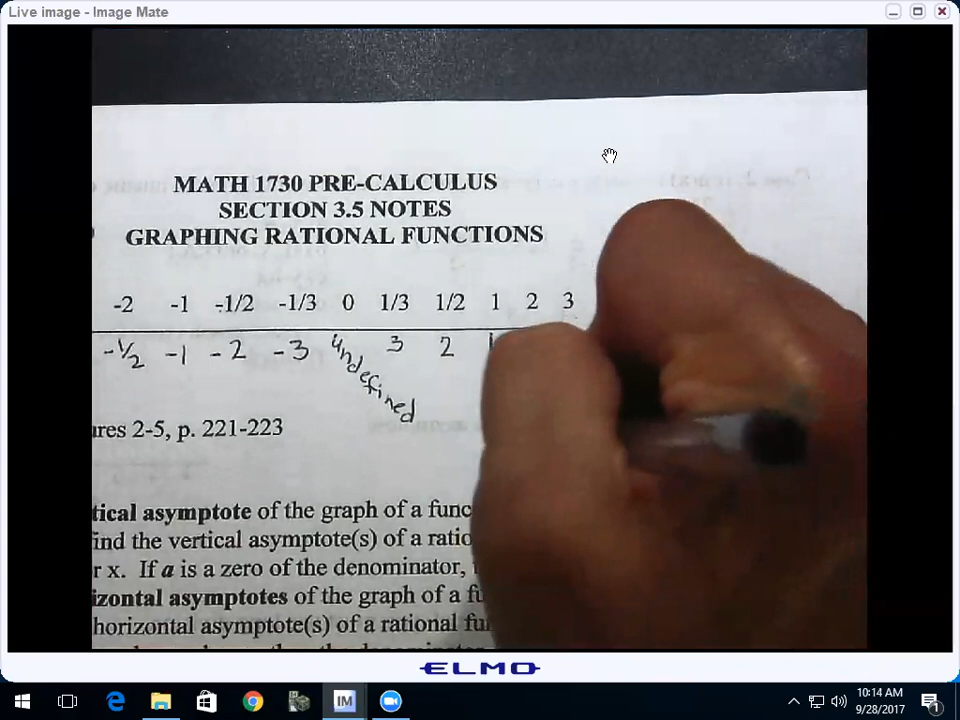 Live image - Image Mate
MATH 1730 PRE-CALCULUS
SECTION 3.5 NOTES
GRAPHING RATIONAL FUNCTIONS
-2 -1 -1/2 -1/3 0 1/3 1/2 1 2 3
-1/2 -1 -2 -3 undefined 3 2
ures 2-5, p. 221-223
tical asymptote of the graph of a func
find the vertical asymptote(s) of a ratio
r x. If a is a zero of the denominator,
izontal asymptotes of the graph of a fu
horizontal asymptote(s) of a rational fun
ELMO
IM
10:14 AM
9/28/2017
1